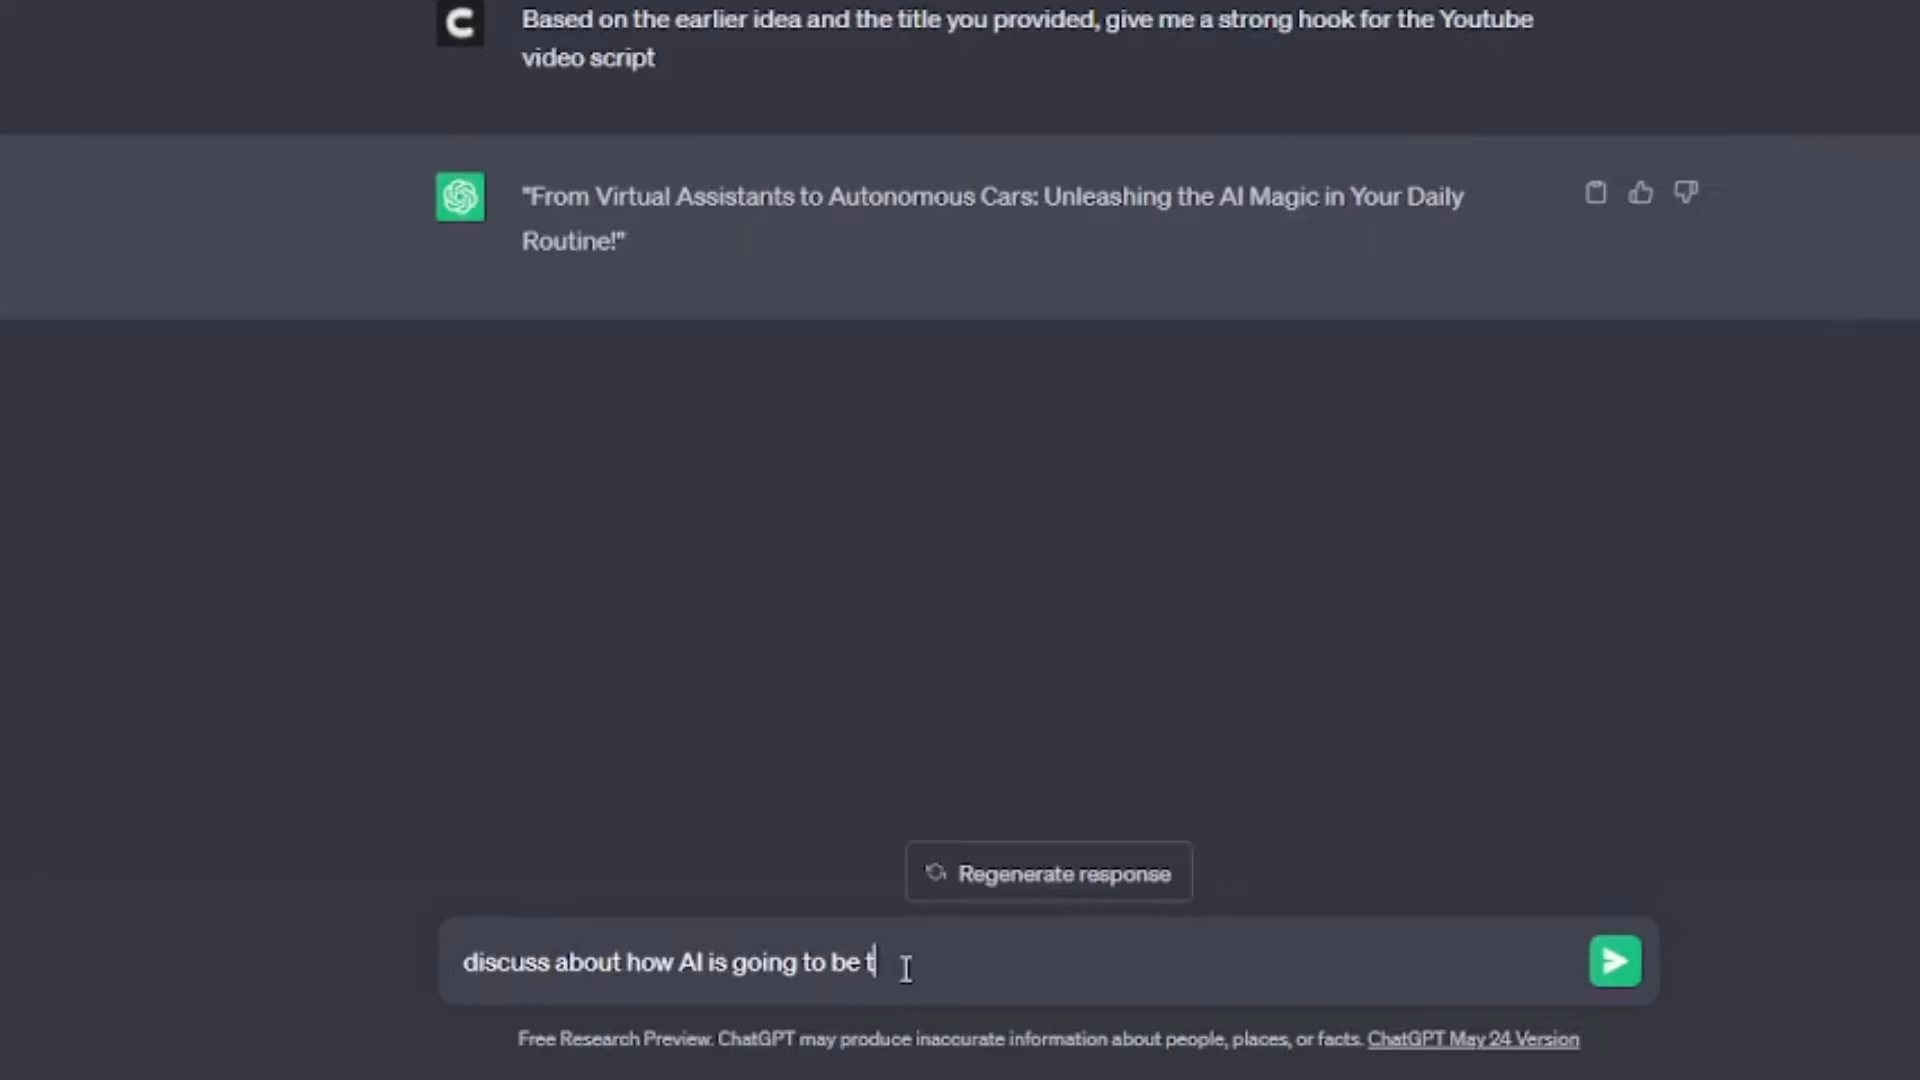 C
Based on the earlier idea and the title you provided, give me a strong hook for the Youtube
video script
"From Virtual Assistants to Autonomous Cars: Unleashing the AI Magic in Your Daily
Routine!"
Regenerate response
discuss about how AI is going to be t
Free Research Preview. ChatGPT may produce inaccurate information about people, places, or facts. ChatGPT May 24 Version